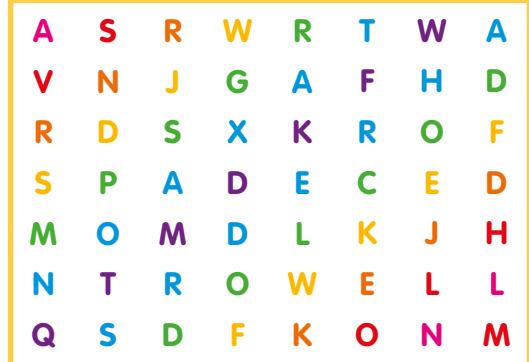 A S R W R T W A
V N J G A F H D
R D S X K R O F
S P A D E C E D
M O M D L K J H
N T R O W E L L
Q S D F K O N M